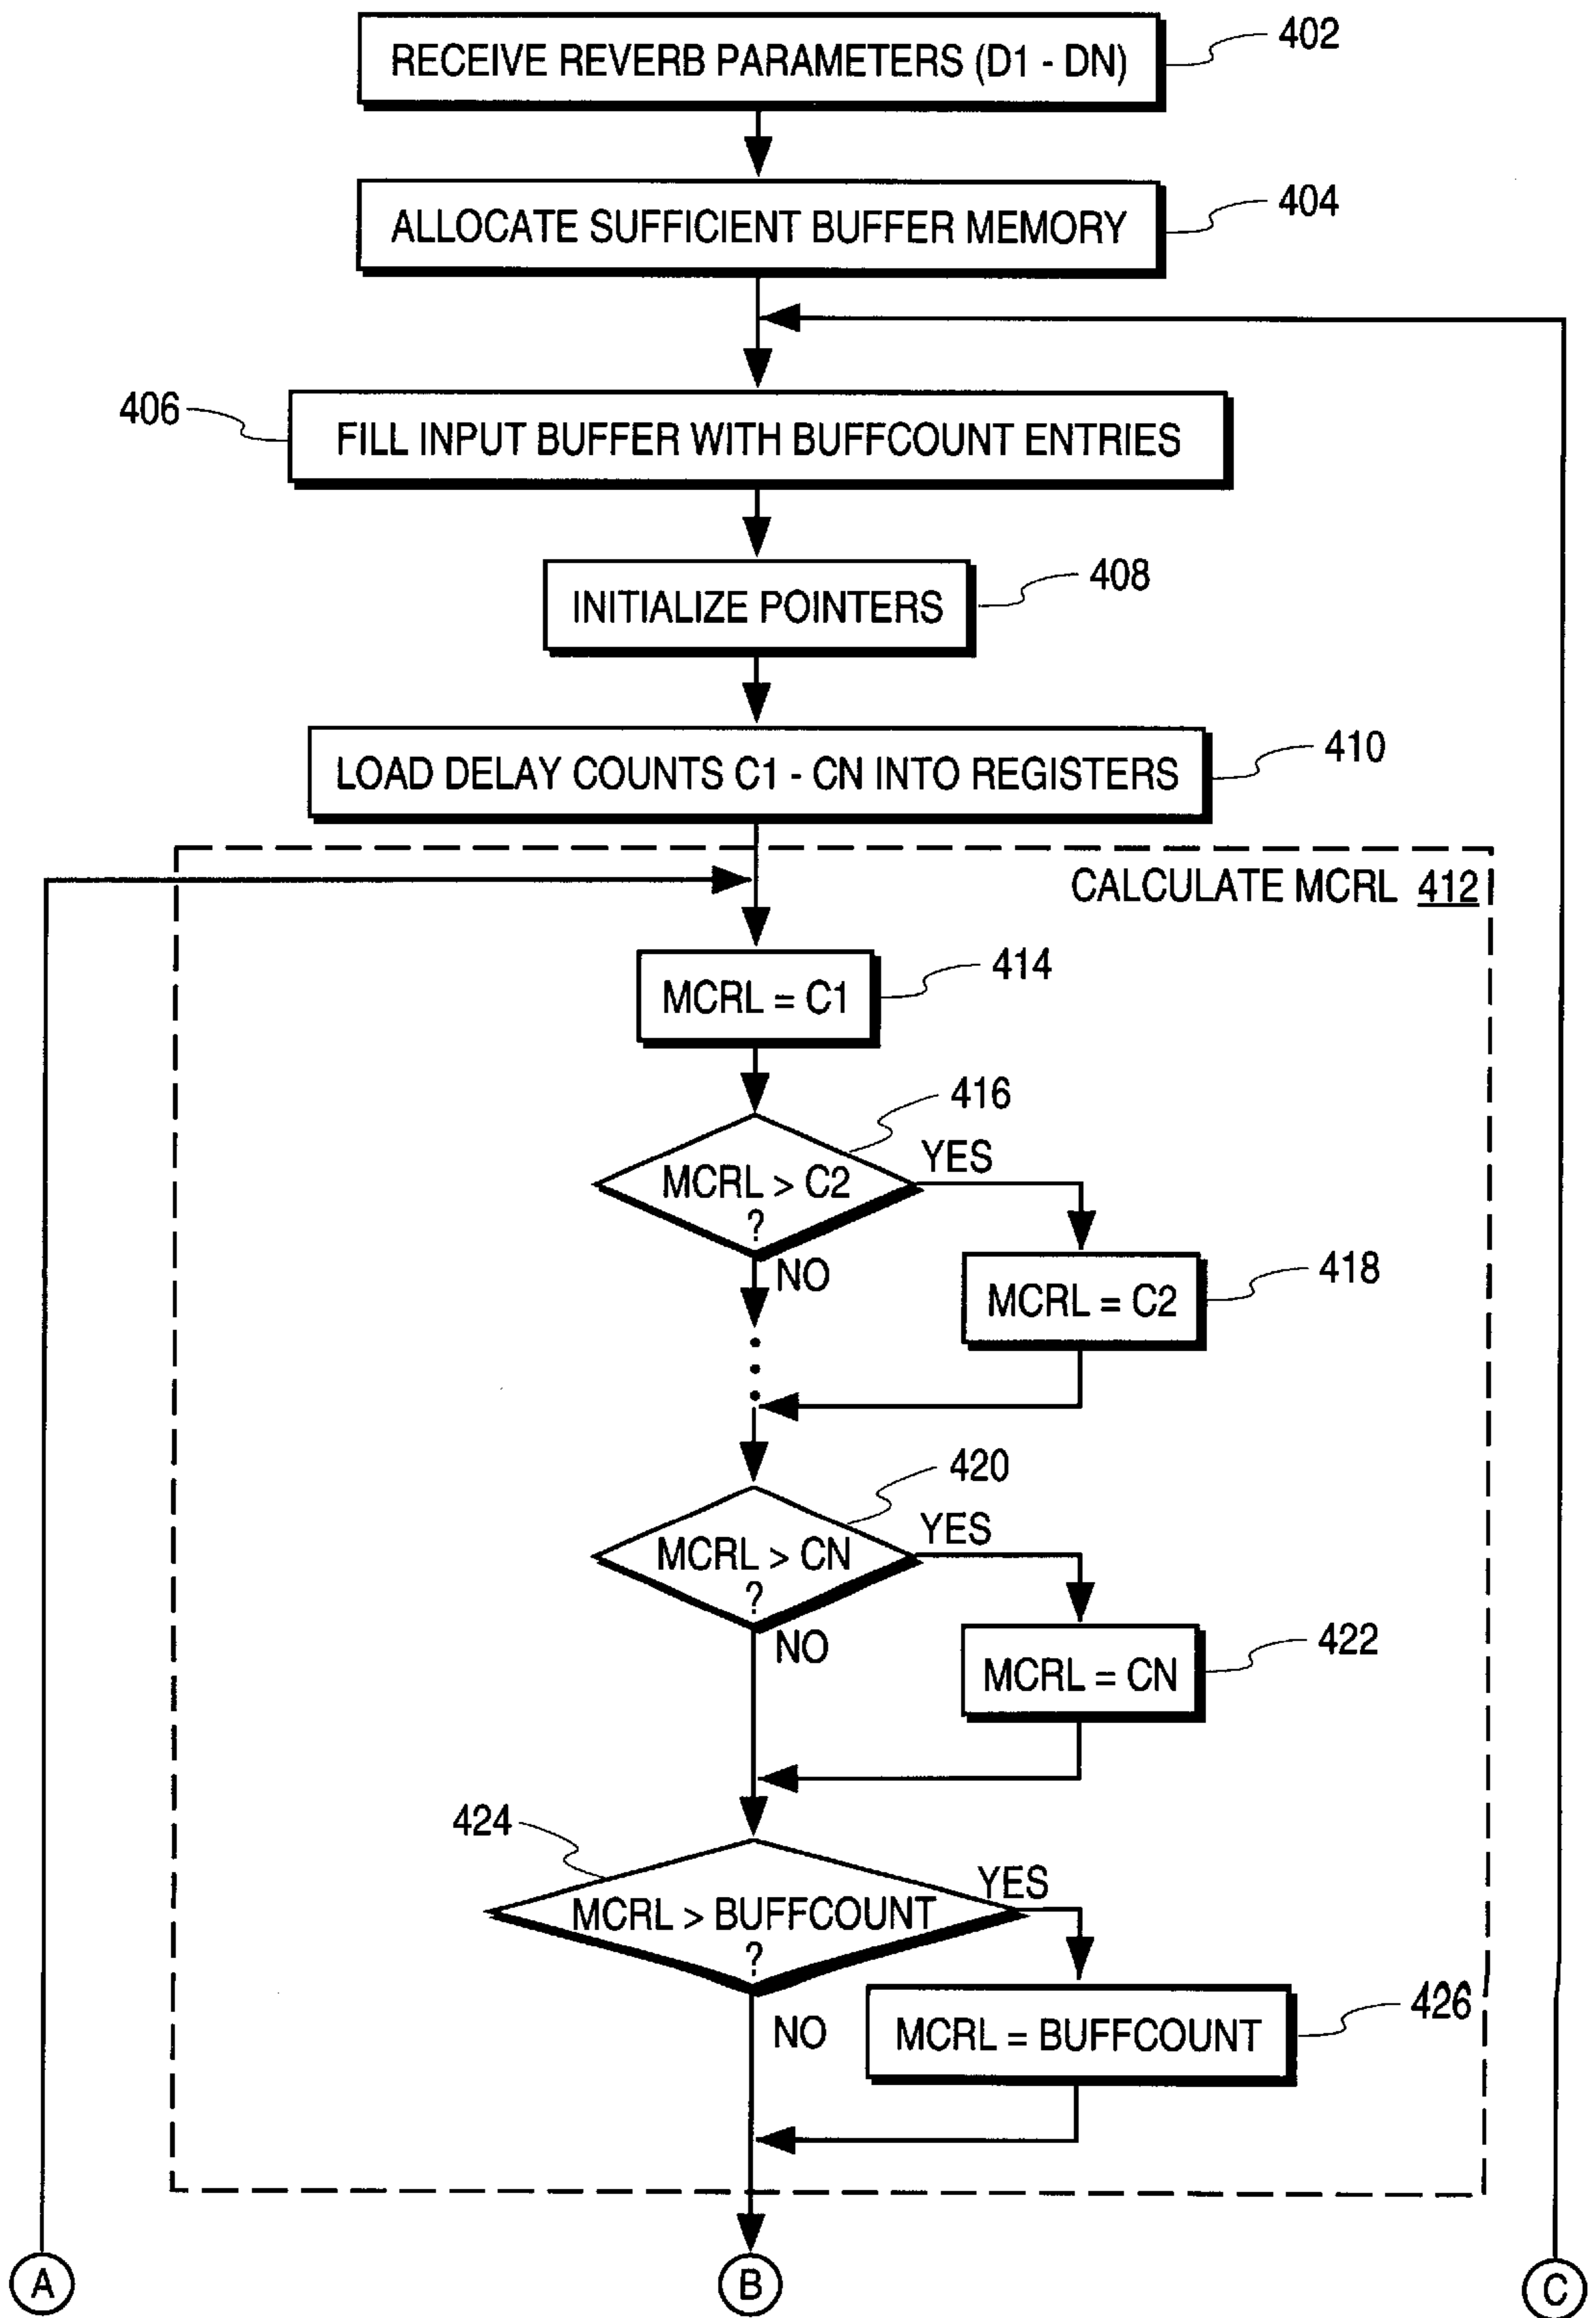 RECEIVE REVERB PARAMETERS (D1 - DN)
402
ALLOCATE SUFFICIENT BUFFER MEMORY
404
406
FILL INPUT BUFFER WITH BUFFCOUNT ENTRIES
INITIALIZE POINTERS
408
LOAD DELAY COUNTS C1 - CN INTO REGISTERS
410
CALCULATE MCRL 412
MCRL = C1
414
416
MCRL > C2
?
YES
NO
MCRL = C2
418
420
MCRL > CN
?
YES
NO
MCRL = CN
422
424
MCRL > BUFFCOUNT
?
YES
NO
MCRL = BUFFCOUNT
426
A
B
C